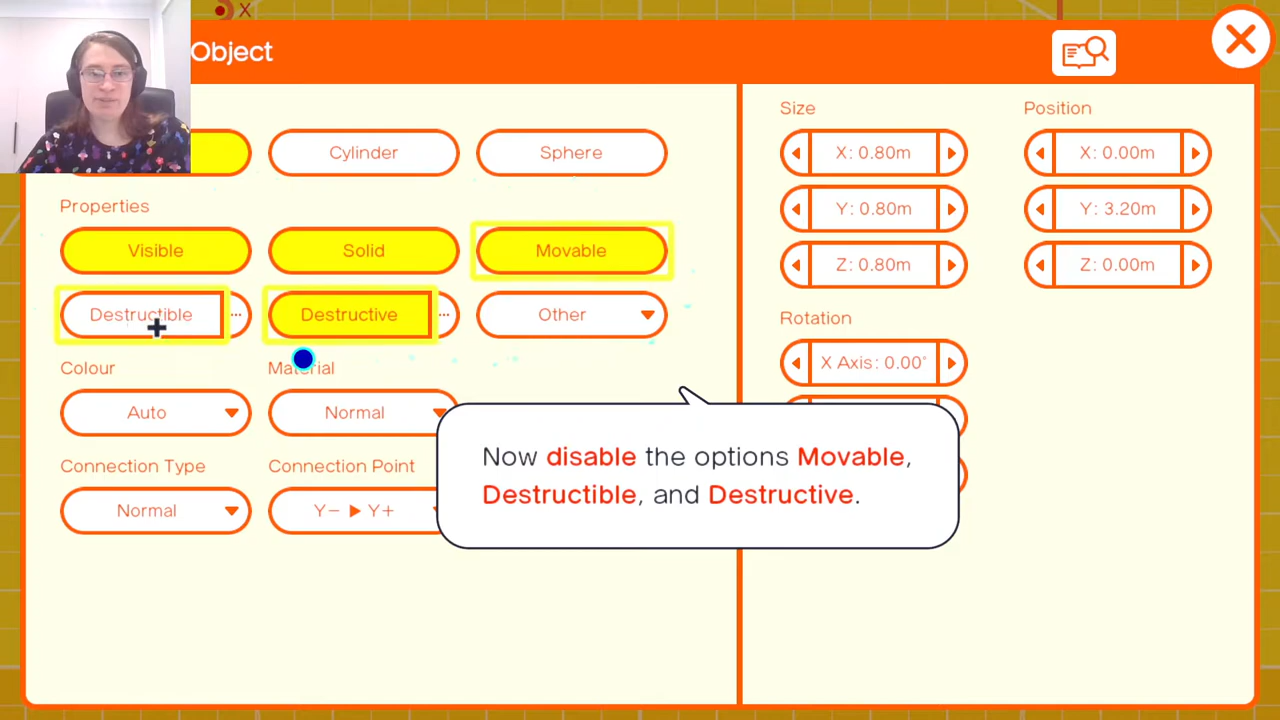 X
Object
Cylinder
Sphere
Properties
Visible
Solid
Movable
Destructible
...
Destructive
...
Other
Colour
Material
Auto
Normal
Connection Type
Connection Point
Normal
Y− ▶ Y+
Size
Position
X: 0.80m
X: 0.00m
Y: 0.80m
Y: 3.20m
Z: 0.80m
Z: 0.00m
Rotation
X Axis: 0.00°
Now disable the options Movable,
Destructible, and Destructive.